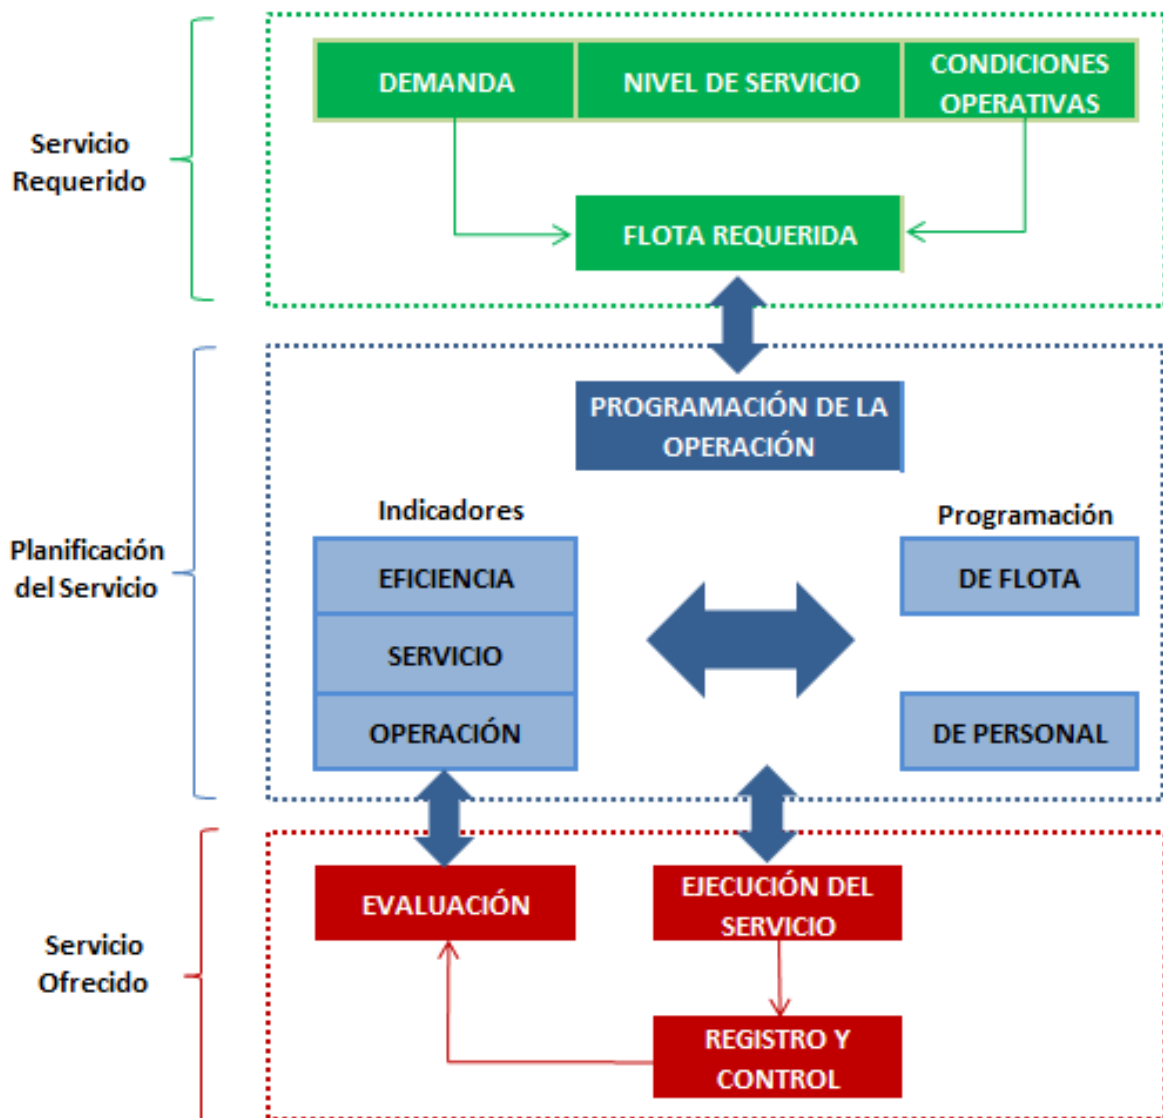 DEMANDA
NIVEL DE SERVICIO
CONDICIONES
OPERATIVAS
Servicio
Requerido
FLOTA REQUERIDA
PROGRAMACIÓN DE LA
OPERACIÓN
Planificación
del Servicio
Indicadores
EFICIENCIA
SERVICIO
OPERACIÓN
Programación
DE FLOTA
DE PERSONAL
Servicio
Ofrecido
EVALUACIÓN
EJECUCIÓN DEL
SERVICIO
REGISTRO Y
CONTROL